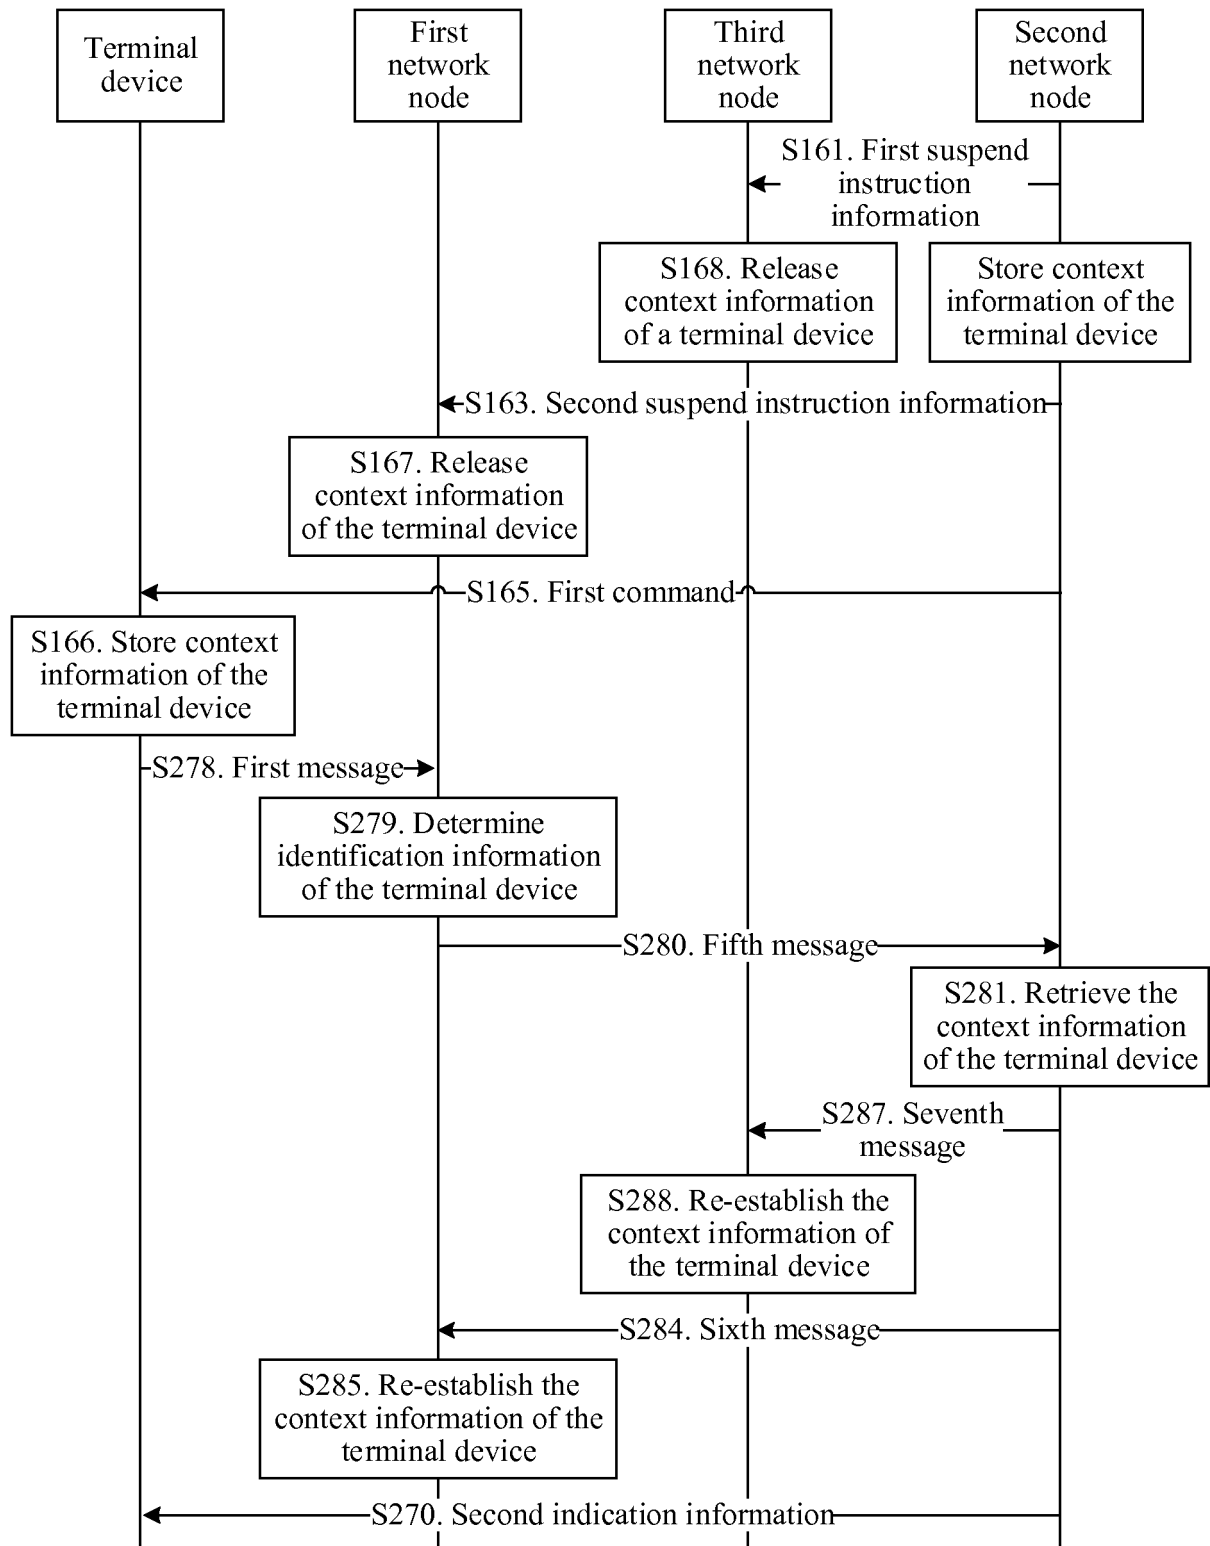 Terminal
device
First
network
node
Third
network
node
Second
network
node
S161. First suspend
instruction
information
S168. Release
context information
of a terminal device
Store context
information of the
terminal device
S163. Second suspend instruction information
S167. Release
context information
of the terminal device
S165. First command
S166. Store context
information of the
terminal device
S278. First message
S279. Determine
identification information
of the terminal device
S280. Fifth message
S281. Retrieve the
context information
of the terminal device
S287. Seventh
message
S288. Re-establish the
context information of
the terminal device
S284. Sixth message
S285. Re-establish the
context information of the
terminal device
S270. Second indication information